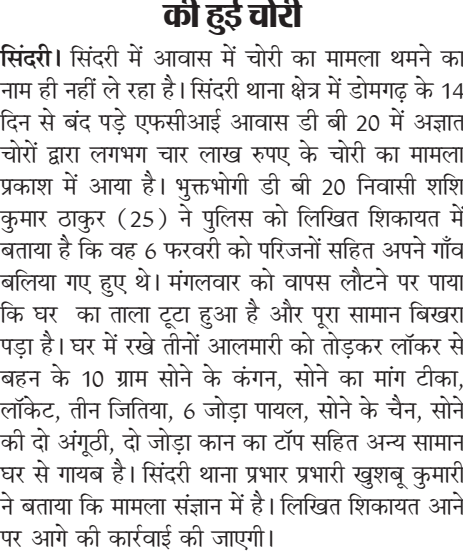 की हुई चोरी
सिंदरी। सिंदरी में आवास में चोरी का मामला थमने का
नाम ही नहीं ले रहा है। सिंदरी थाना क्षेत्र में डोमगढ़ के 14
दिन से बंद पड़े एफसीआई आवास डी बी 20 में अज्ञात
चोरों द्वारा लगभग चार लाख रुपए के चोरी का मामला
प्रकाश में आया है। भुक्तभोगी डी बी 20 निवासी शशि
कुमार ठाकुर (25) ने पुलिस को लिखित शिकायत में
बताया है कि वह 6 फरवरी को परिजनों सहित अपने गाँव
बलिया गए हुए थे। मंगलवार को वापस लौटने पर पाया
कि घर का ताला टूटा हुआ है और पूरा सामान बिखरा
पड़ा है। घर में रखे तीनों आलमारी को तोड़कर लॉकर से
बहन के 10 ग्राम सोने के कंगन, सोने का मांग टीका,
लॉकेट, तीन जितिया, 6 जोड़ा पायल, सोने के चैन, सोने
की दो अंगूठी, दो जोड़ा कान का टॉप सहित अन्य सामान
घर से गायब है। सिंदरी थाना प्रभार प्रभारी खुशबू कुमारी
ने बताया कि मामला संज्ञान में है। लिखित शिकायत आने
पर आगे की कार्रवाई की जाएगी।